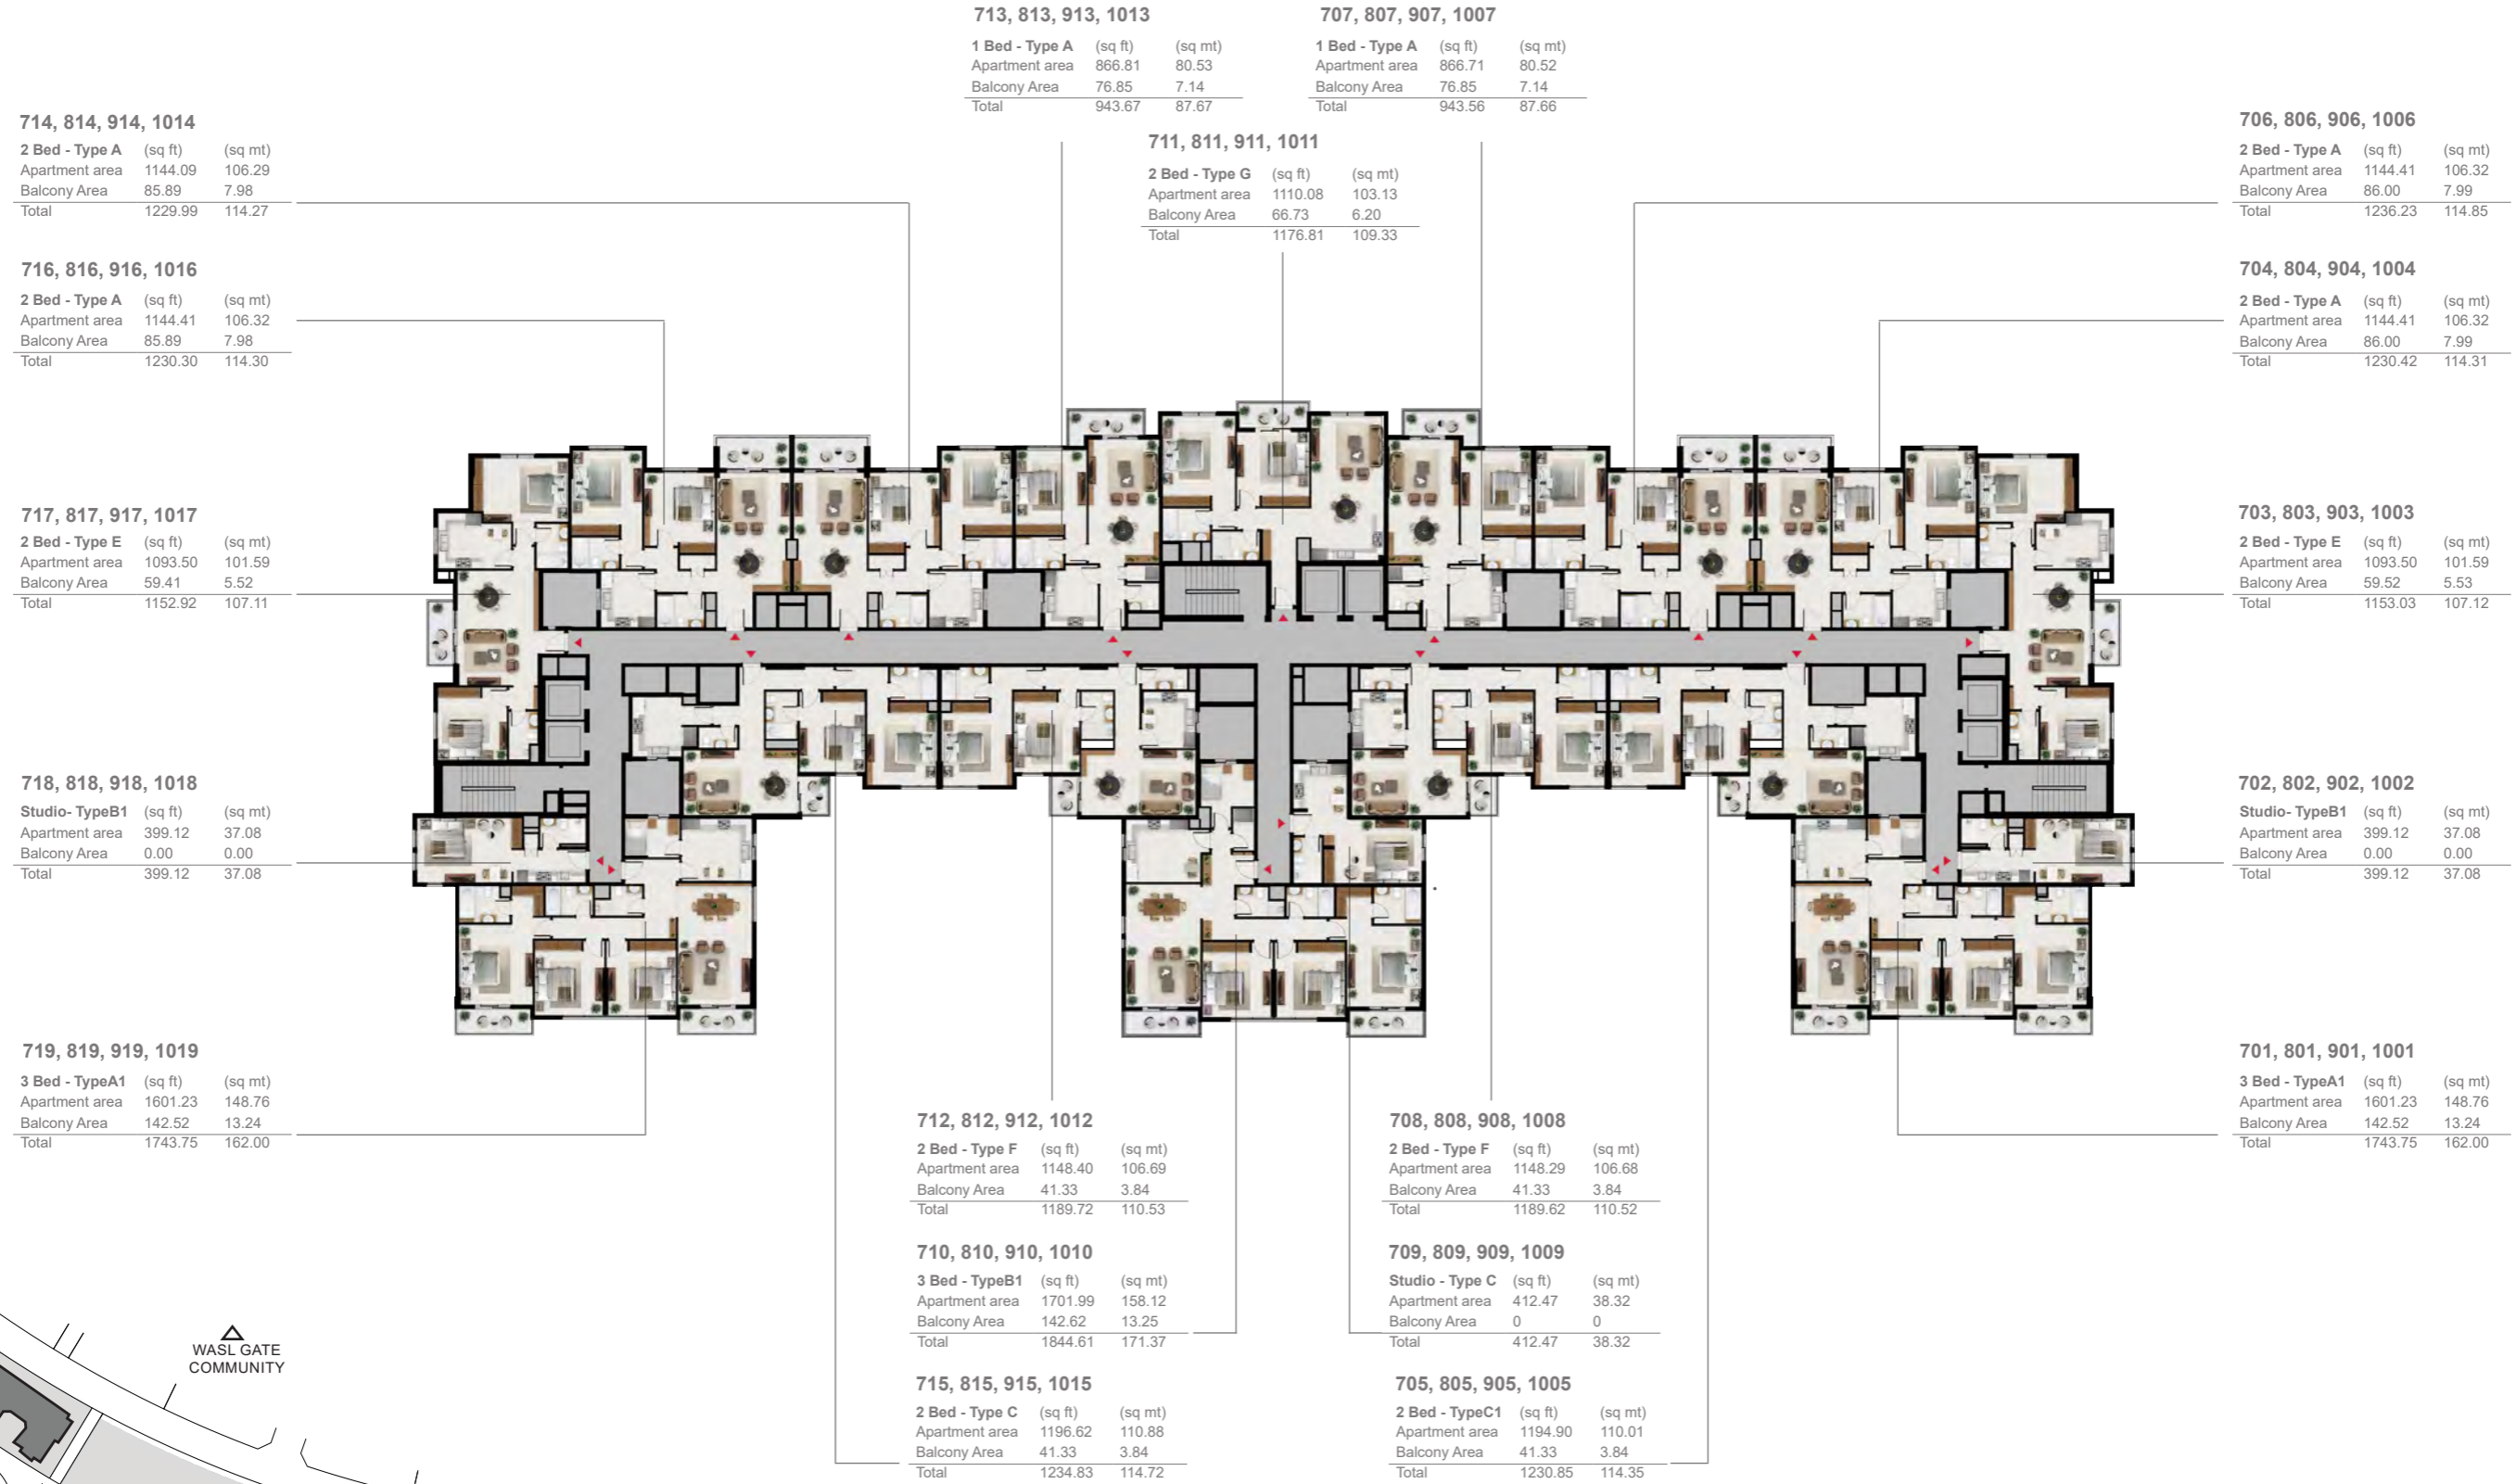 713, 813, 913, 1013
1 Bed - Type A (sq ft) (sq mt)
Apartment area 866.81 80.53
Balcony Area 76.85 7.14
Total 943.67 87.67
707, 807, 907, 1007
1 Bed - Type A (sq ft) (sq mt)
Apartment area 866.71 80.52
Balcony Area 76.85 7.14
Total 943.56 87.66
714, 814, 914, 1014
2 Bed - Type A (sq ft) (sq mt)
Apartment area 1144.09 106.29
Balcony Area 85.89 7.98
Total 1229.99 114.27
711, 811, 911, 1011
2 Bed - Type G (sq ft) (sq mt)
Apartment area 1110.08 103.13
Balcony Area 66.73 6.20
Total 1176.81 109.33
706, 806, 906, 1006
2 Bed - Type A (sq ft) (sq mt)
Apartment area 1144.41 106.32
Balcony Area 86.00 7.99
Total 1236.23 114.85
716, 816, 916, 1016
2 Bed - Type A (sq ft) (sq mt)
Apartment area 1144.41 106.32
Balcony Area 85.89 7.98
Total 1230.30 114.30
704, 804, 904, 1004
2 Bed - Type A (sq ft) (sq mt)
Apartment area 1144.41 106.32
Balcony Area 86.00 7.99
Total 1230.42 114.31
717, 817, 917, 1017
2 Bed - Type E (sq ft) (sq mt)
Apartment area 1093.50 101.59
Balcony Area 59.41 5.52
Total 1152.92 107.11
703, 803, 903, 1003
2 Bed - Type E (sq ft) (sq mt)
Apartment area 1093.50 101.59
Balcony Area 59.52 5.53
Total 1153.03 107.12
718, 818, 918, 1018
Studio- TypeB1 (sq ft) (sq mt)
Apartment area 399.12 37.08
Balcony Area 0.00 0.00
Total 399.12 37.08
702, 802, 902, 1002
Studio- TypeB1 (sq ft) (sq mt)
Apartment area 399.12 37.08
Balcony Area 0.00 0.00
Total 399.12 37.08
719, 819, 919, 1019
3 Bed - TypeA1 (sq ft) (sq mt)
Apartment area 1601.23 148.76
Balcony Area 142.52 13.24
Total 1743.75 162.00
701, 801, 901, 1001
3 Bed - TypeA1 (sq ft) (sq mt)
Apartment area 1601.23 148.76
Balcony Area 142.52 13.24
Total 1743.75 162.00
712, 812, 912, 1012
2 Bed - Type F (sq ft) (sq mt)
Apartment area 1148.40 106.69
Balcony Area 41.33 3.84
Total 1189.72 110.53
708, 808, 908, 1008
2 Bed - Type F (sq ft) (sq mt)
Apartment area 1148.29 106.68
Balcony Area 41.33 3.84
Total 1189.62 110.52
710, 810, 910, 1010
3 Bed - TypeB1 (sq ft) (sq mt)
Apartment area 1701.99 158.12
Balcony Area 142.62 13.25
Total 1844.61 171.37
709, 809, 909, 1009
Studio - Type C (sq ft) (sq mt)
Apartment area 412.47 38.32
Balcony Area 0 0
Total 412.47 38.32
715, 815, 915, 1015
2 Bed - Type C (sq ft) (sq mt)
Apartment area 1196.62 110.88
Balcony Area 41.33 3.84
Total 1234.83 114.72
705, 805, 905, 1005
2 Bed - TypeC1 (sq ft) (sq mt)
Apartment area 1194.90 110.01
Balcony Area 41.33 3.84
Total 1230.85 114.35
WASL GATE
COMMUNITY